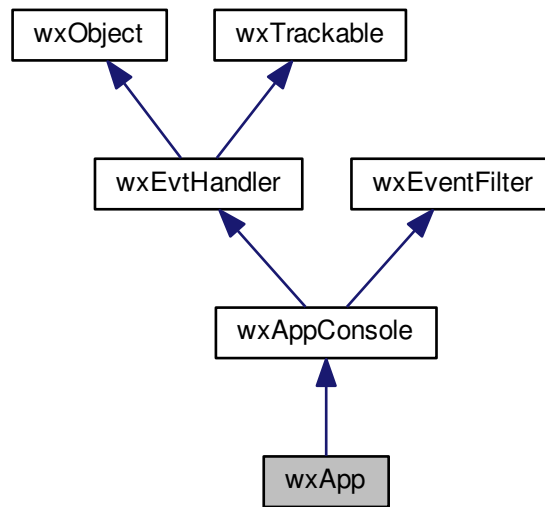 wxObject
wxTrackable
wxEvtHandler
wxEventFilter
wxAppConsole
wxApp